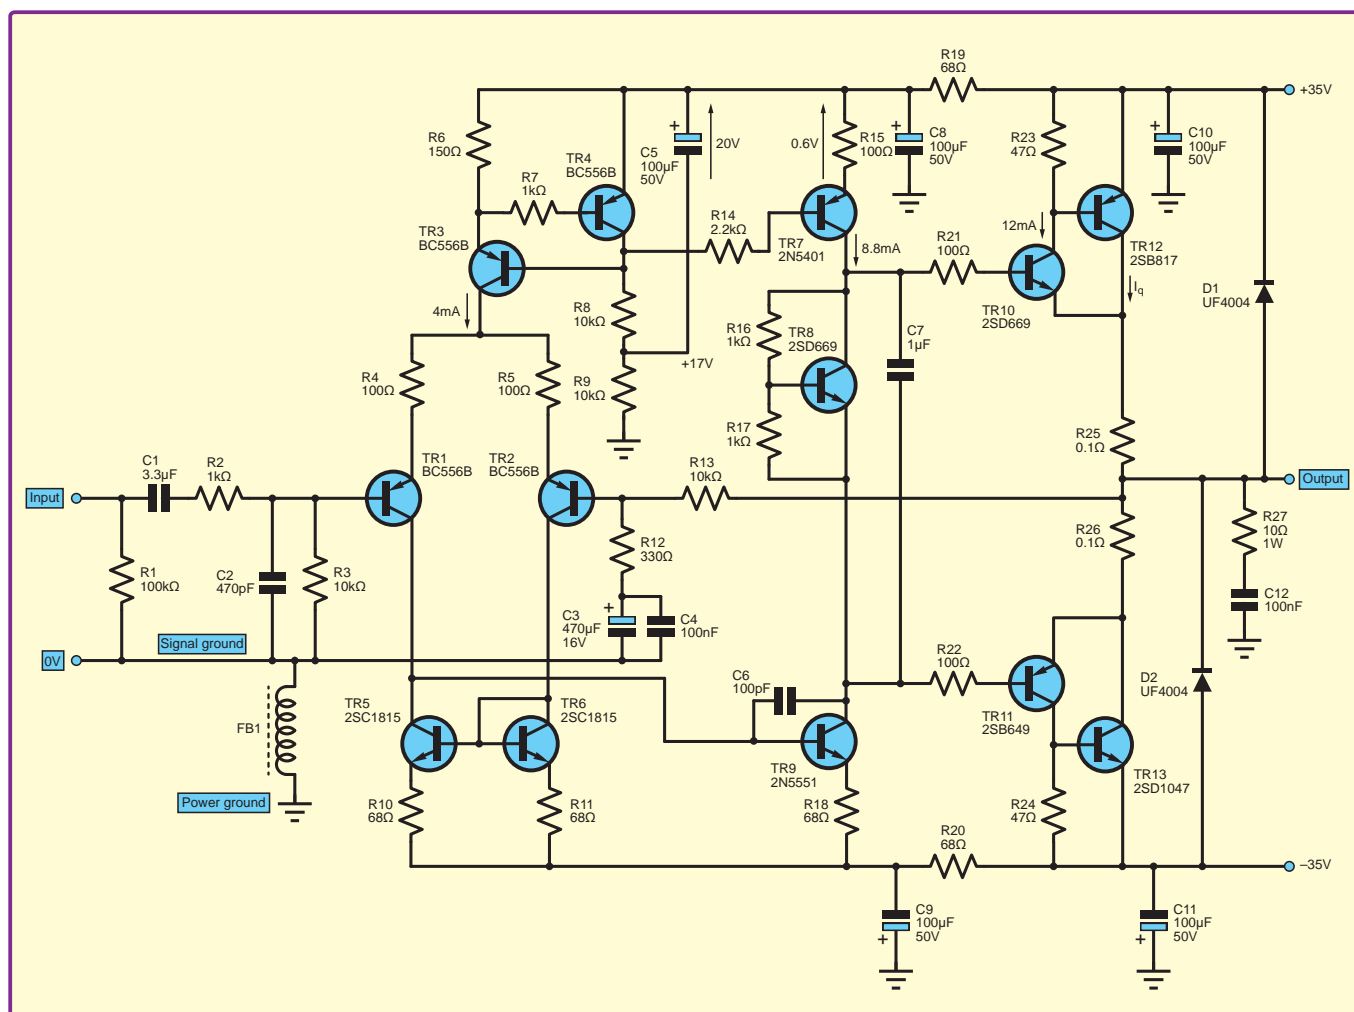 R19
68Ω
+35V
R6
150Ω
TR4
BC556B
C5
100µF
50V
+
20V
0.6V
R15
100Ω
+
C8
100µF
50V
R23
47Ω
+
C10
100µF
50V
R7
1kΩ
TR3
BC556B
R14
2.2kΩ
TR7
2N5401
8.8mA
R21
100Ω
12mA
TR12
2SB817
TR10
2SD669
Iq
D1
UF4004
4mA
R8
10kΩ
R16
1kΩ
TR8
2SD669
C7
1µF
+17V
R4
100Ω
R5
100Ω
R9
10kΩ
R17
1kΩ
R25
0.1Ω
TR1
BC556B
TR2
BC556B
R13
10kΩ
C1
3.3µF
R2
1kΩ
Input
Output
R1
100kΩ
C2
470pF
R3
10kΩ
R12
330Ω
R26
0.1Ω
R27
10Ω
1W
C12
100nF
+
C3
470µF
16V
C4
100nF
Signal ground
0V
FB1
Power ground
TR5
2SC1815
TR6
2SC1815
C6
100pF
R22
100Ω
TR11
2SB649
D2
UF4004
TR9
2N5551
TR13
2SD1047
R10
68Ω
R11
68Ω
R18
68Ω
R24
47Ω
R20
68Ω
–35V
C9
100µF
50V
+
C11
100µF
50V
+